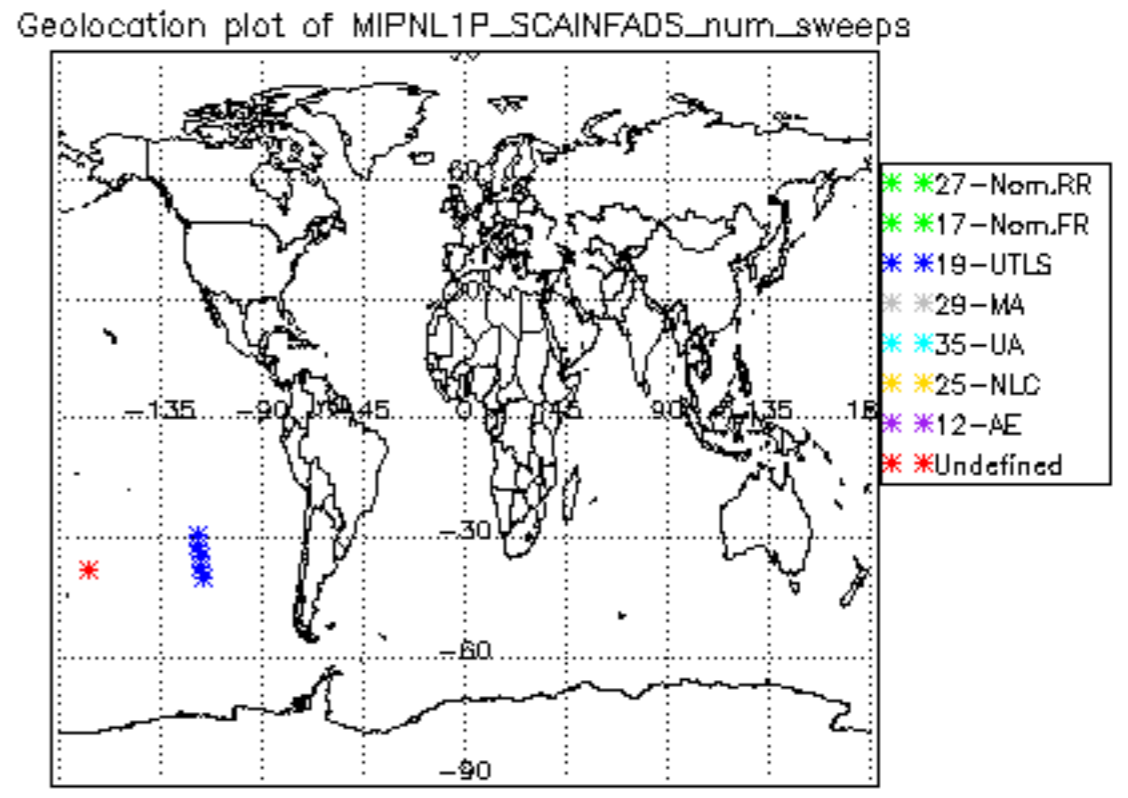 Geolocation plot of MIPNL1P_SCAINFADS_num_sweeps
60
-135 -90 -45 0 45 90 135
-30
-60
-90
27-Nom.RR
17-Nom.FR
19-UTLS
29-MA
35-UA
25-NLC
12-AE
Undefined